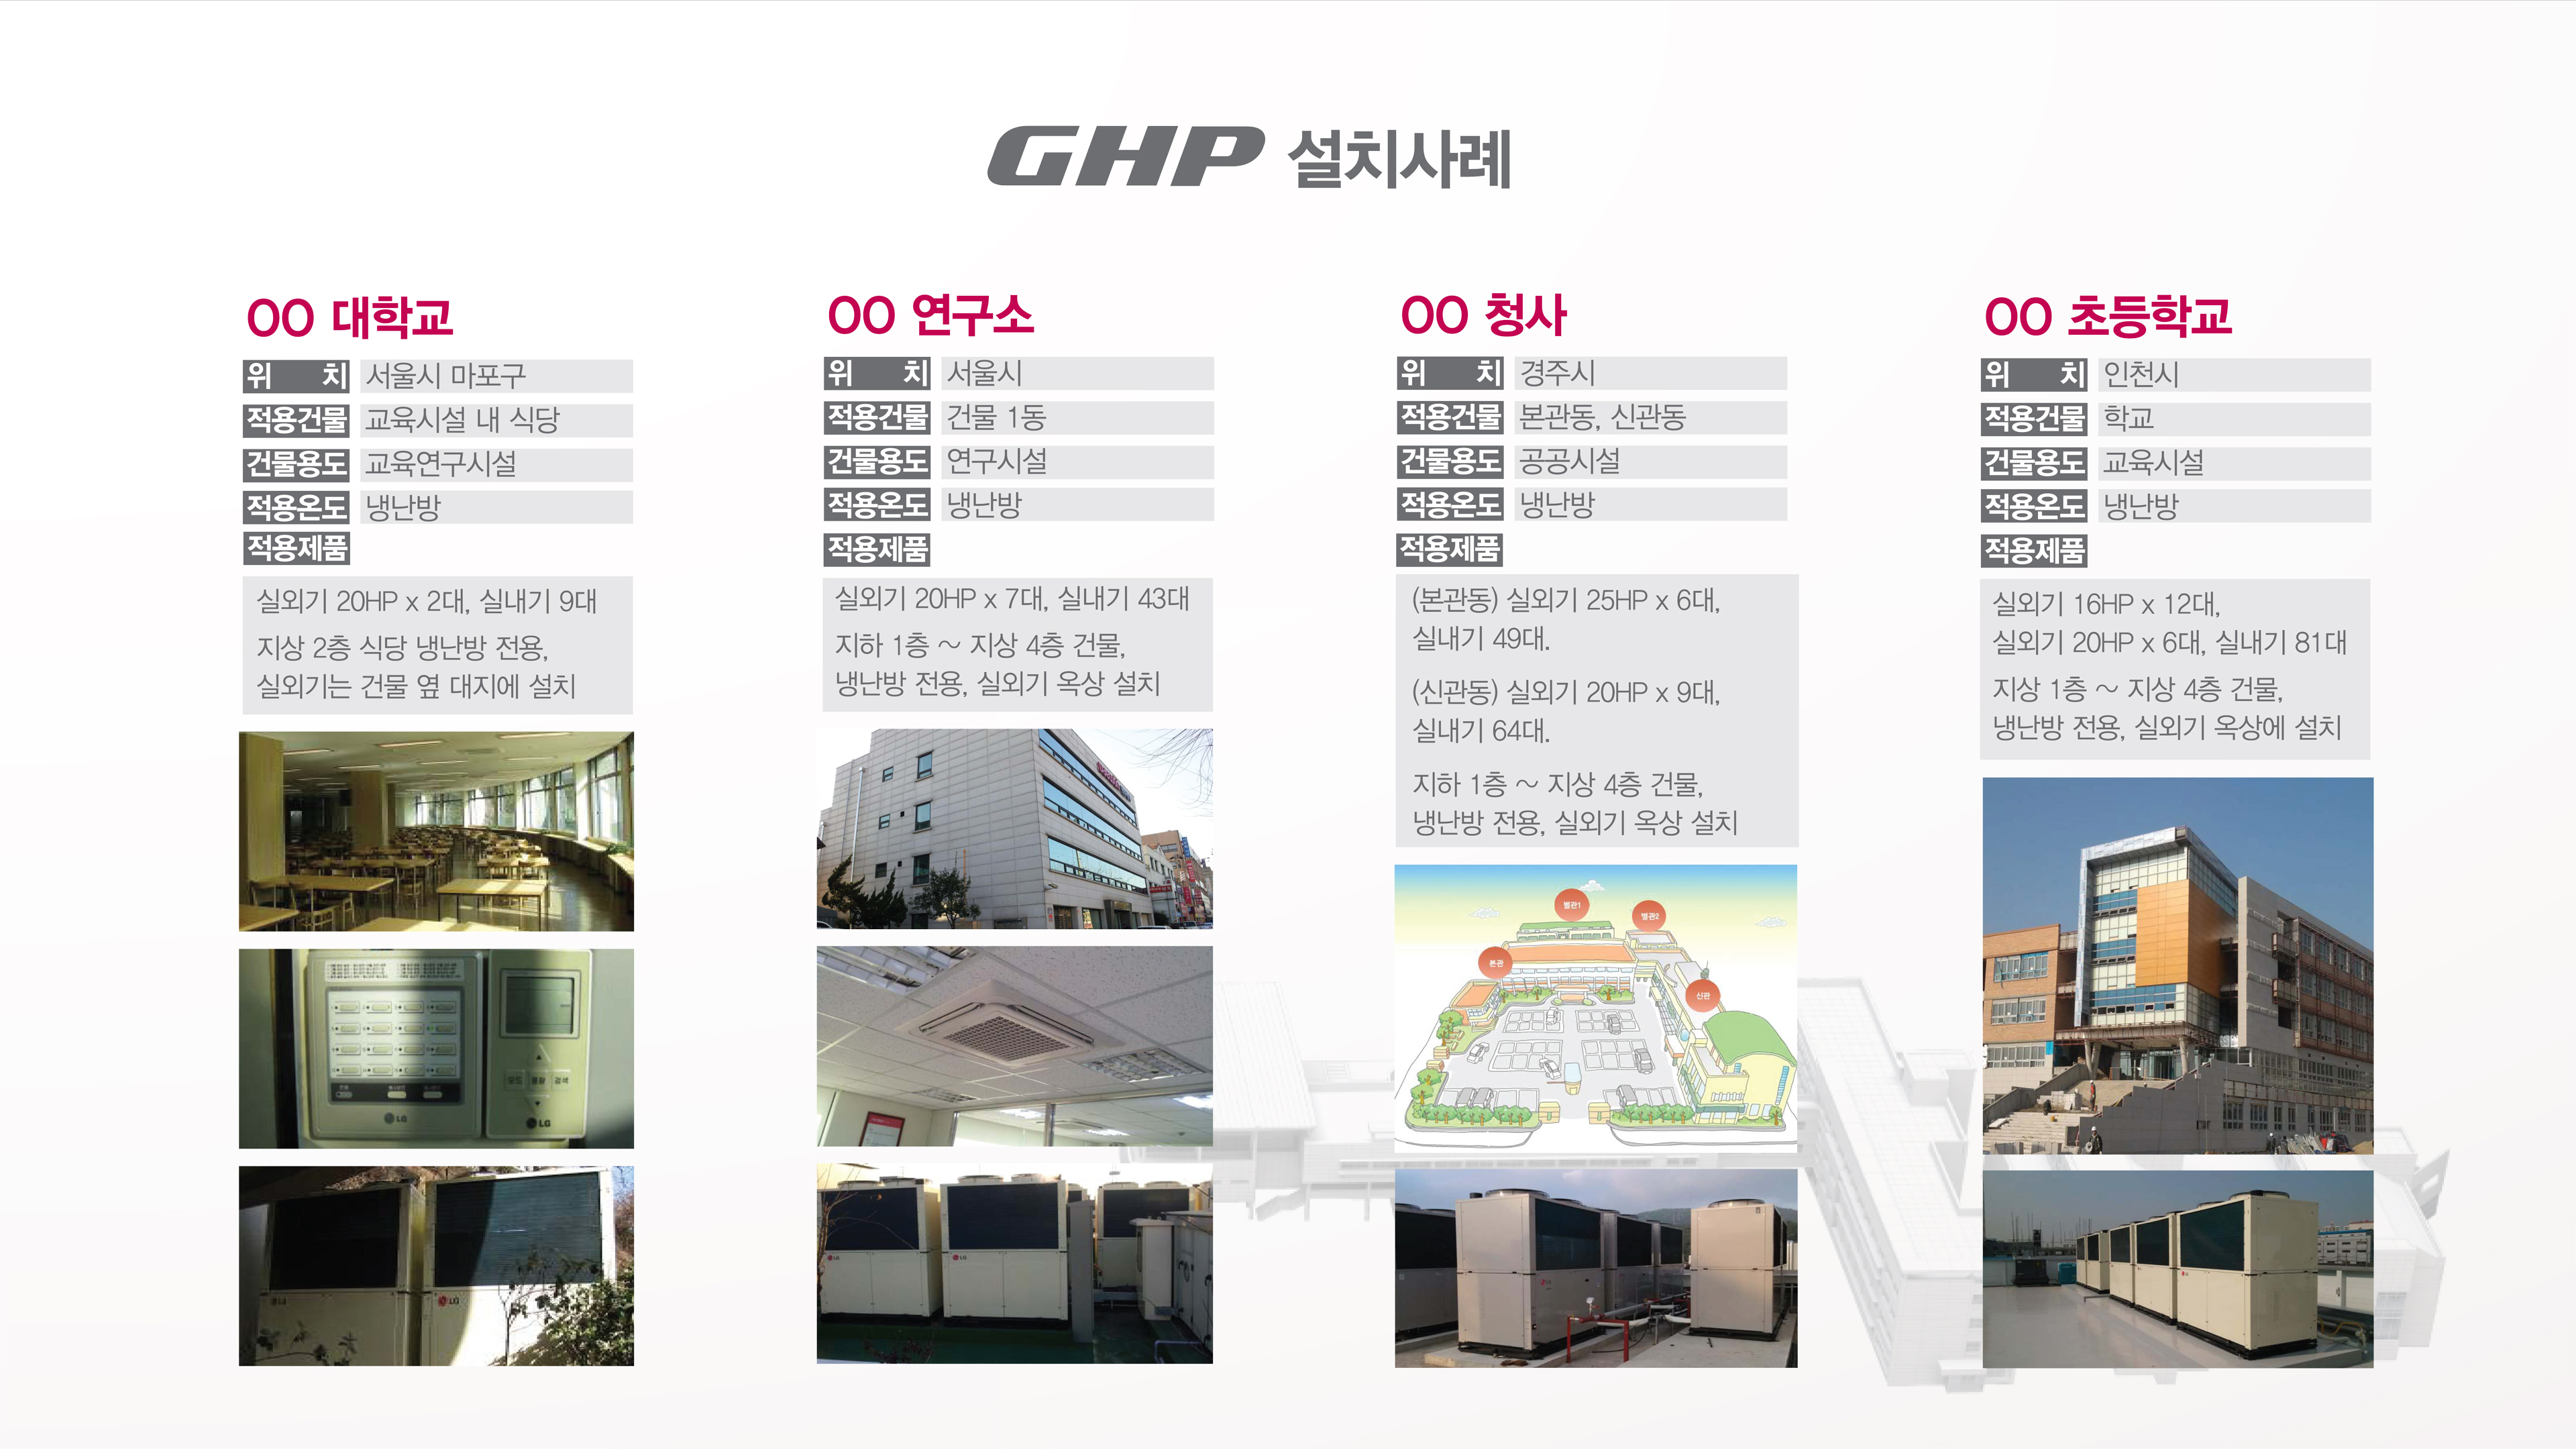 GHP 설치사례
OO 대학교
위 치 서울시 마포구
적용건물 교육시설 내 식당
건물용도 교육연구시설
적용온도 냉난방
적용제품
실외기 20HP x 2대, 실내기 9대
지상 2층 식당 냉난방 전용,
실외기는 건물 옆 대지에 설치
LG
LG
LG
LG
OO 연구소
위 치 서울시
적용건물 건물 1동
건물용도 연구시설
적용온도 냉난방
적용제품
실외기 20HP x 7대, 실내기 43대
지하 1층 ~ 지상 4층 건물,
냉난방 전용, 실외기 옥상 설치
LG
LG
OO 청사
위 치 경주시
적용건물 본관동, 신관동
건물용도 공공시설
적용온도 냉난방
적용제품
(본관동) 실외기 25HP x 6대,
실내기 49대.
(신관동) 실외기 20HP x 9대,
실내기 64대.
지하 1층 ~ 지상 4층 건물,
냉난방 전용, 실외기 옥상 설치
별관1
별관2
본관
신관
OO 초등학교
위 치 인천시
적용건물 학교
건물용도 교육시설
적용온도 냉난방
적용제품
실외기 16HP x 12대,
실외기 20HP x 6대, 실내기 81대
지상 1층 ~ 지상 4층 건물,
냉난방 전용, 실외기 옥상에 설치